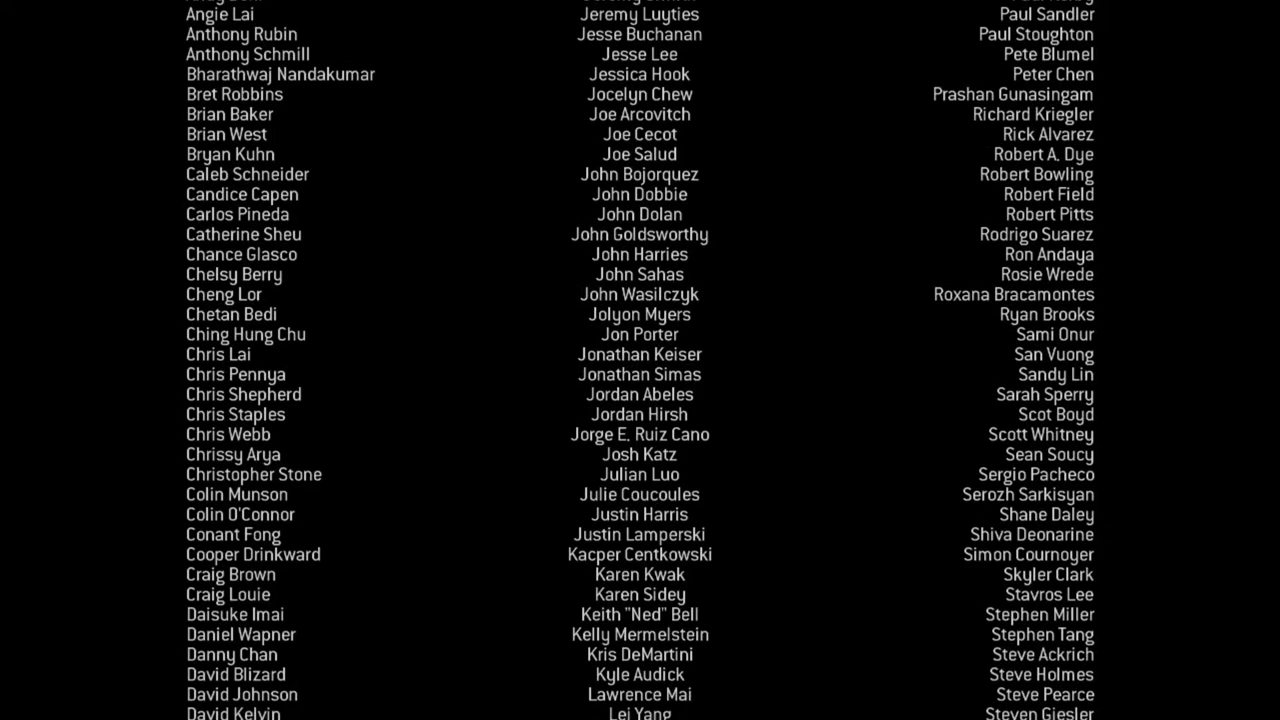 Angie Lai
Anthony Rubin
Anthony Schmill
Bharathwaj Nandakumar
Bret Robbins
Brian Baker
Brian West
Bryan Kuhn
Caleb Schneider
Candice Capen
Carlos Pineda
Catherine Sheu
Chance Glasco
Chelsy Berry
Cheng Lor
Chetan Bedi
Ching Hung Chu
Chris Lai
Chris Pennya
Chris Shepherd
Chris Staples
Chris Webb
Chrissy Arya
Christopher Stone
Colin Munson
Colin O'Connor
Conant Fong
Cooper Drinkward
Craig Brown
Craig Louie
Daisuke Imai
Daniel Wapner
Danny Chan
David Blizard
David Johnson
David Kelvin
Jeremy Luyties
Jesse Buchanan
Jesse Lee
Jessica Hook
Jocelyn Chew
Joe Arcovitch
Joe Cecot
Joe Salud
John Bojorquez
John Dobbie
John Dolan
John Goldsworthy
John Harries
John Sahas
John Wasilczyk
Jolyon Myers
Jon Porter
Jonathan Keiser
Jonathan Simas
Jordan Abeles
Jordan Hirsh
Jorge E. Ruiz Cano
Josh Katz
Julian Luo
Julie Coucoules
Justin Harris
Justin Lamperski
Kacper Centkowski
Karen Kwak
Karen Sidey
Keith "Ned" Bell
Kelly Mermelstein
Kris DeMartini
Kyle Audick
Lawrence Mai
Lei Yang
Paul Sandler
Paul Stoughton
Pete Blumel
Peter Chen
Prashan Gunasingam
Richard Kriegler
Rick Alvarez
Robert A. Dye
Robert Bowling
Robert Field
Robert Pitts
Rodrigo Suarez
Ron Andaya
Rosie Wrede
Roxana Bracamontes
Ryan Brooks
Sami Onur
San Vuong
Sandy Lin
Sarah Sperry
Scot Boyd
Scott Whitney
Sean Soucy
Sergio Pacheco
Serozh Sarkisyan
Shane Daley
Shiva Deonarine
Simon Cournoyer
Skyler Clark
Stavros Lee
Stephen Miller
Stephen Tang
Steve Ackrich
Steve Holmes
Steve Pearce
Steven Giesler